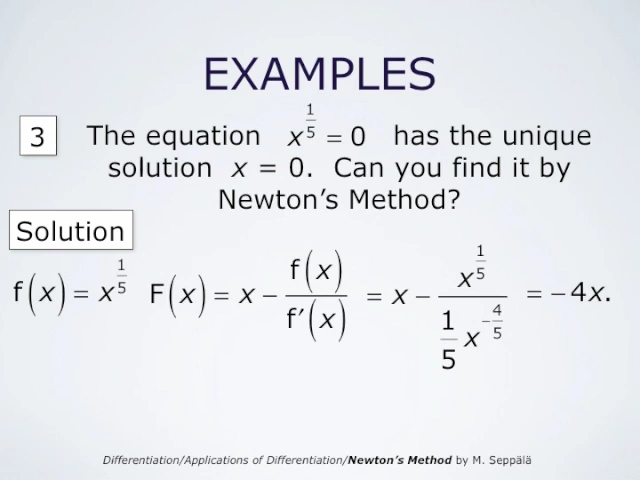 EXAMPLES
3 The equation x^{1/5} = 0 has the unique
solution x = 0. Can you find it by
Newton’s Method?
Solution
f(x) = x^{1/5} F(x) = x − f(x)/f′(x) = x − x^{1/5}/(1/5 x^{−4/5}) = −4x.
Differentiation/Applications of Differentiation/Newton’s Method by M. Seppälä